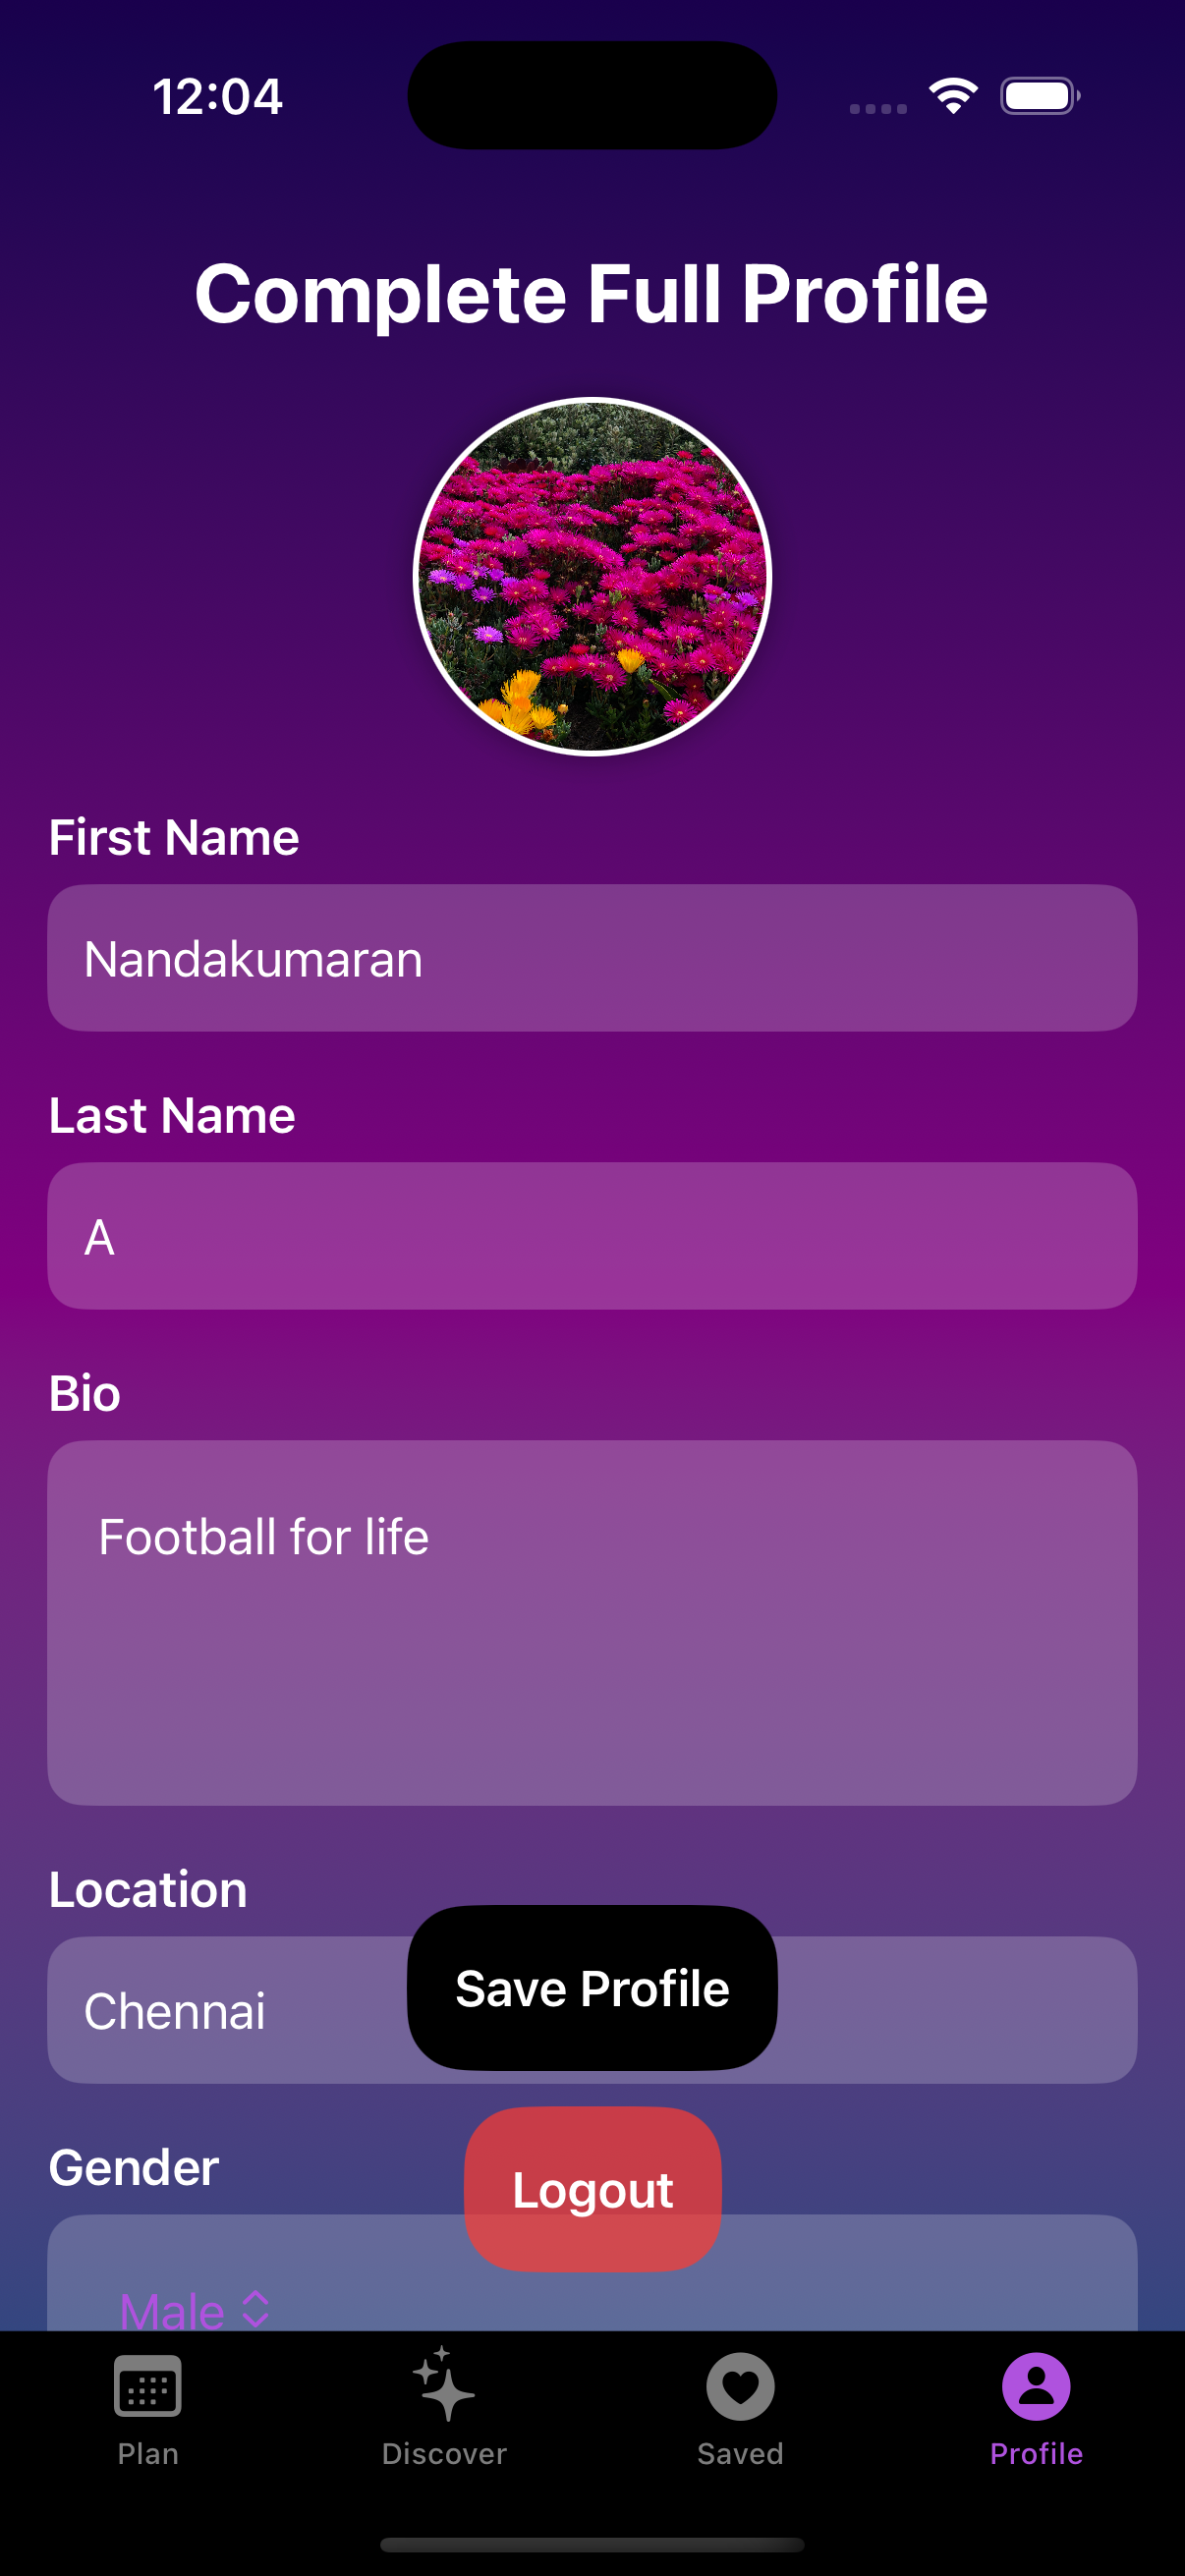 12:04
Complete Full Profile
First Name
Nandakumaran
Last Name
A
Bio
Football for life
Location
Chennai
Save Profile
Gender
Logout
Male
Plan
Discover
Saved
Profile